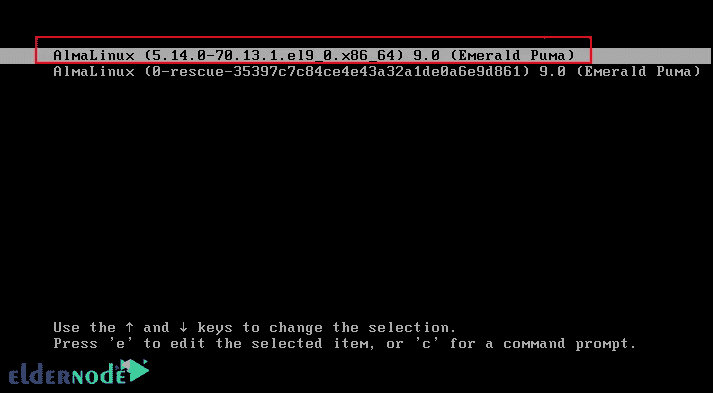 AlmaLinux (5.14.0-70.13.1.el9_0.x86_64) 9.0 (Emerald Puma)
AlmaLinux (0-rescue-35397c7c84ce4e43a32a1de0a6e9d861) 9.0 (Emerald Puma)
Use the ↑ and ↓ keys to change the selection.
Press 'e' to edit the selected item, or 'c' for a command prompt.
eldernode